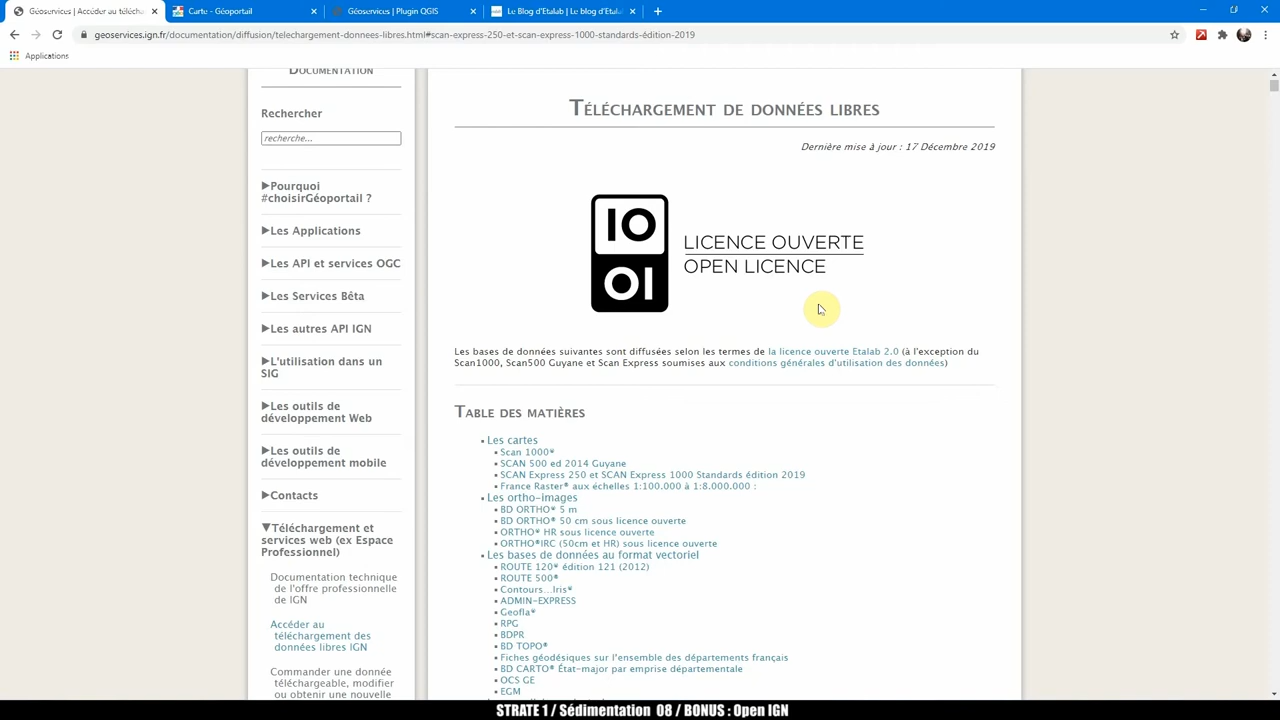 Géoservices | Accéder au télécha
Carte - Géoportail
Géoservices | Plugin QGIS
Le Blog d'Etalab | Le blog d'Etala
geoservices.ign.fr/documentation/diffusion/telechargement-donnees-libres.html#scan-express-250-et-scan-express-1000-standards-édition-2019
Applications
Documentation
Rechercher
recherche...
▶Pourquoi
#choisirGéoportail ?
▶Les Applications
▶Les API et services OGC
▶Les Services Bêta
▶Les autres API IGN
▶L'utilisation dans un
SIG
▶Les outils de
développement Web
▶Les outils de
développement mobile
▶Contacts
▼Téléchargement et
services web (ex Espace
Professionnel)
Documentation technique
de l'offre professionnelle
de IGN
Accéder au
téléchargement des
données libres IGN
Commander une donnée
téléchargeable, modifier
ou obtenir une nouvelle
Téléchargement de données libres
Dernière mise à jour : 17 Décembre 2019
IO
OI
LICENCE OUVERTE
OPEN LICENCE
Les bases de données suivantes sont diffusées selon les termes de la licence ouverte Etalab 2.0 (à l'exception du
Scan1000, Scan500 Guyane et Scan Express soumises aux conditions générales d'utilisation des données)
Table des matières
▪ Les cartes
▪ Scan 1000®
▪ SCAN 500 ed 2014 Guyane
▪ SCAN Express 250 et SCAN Express 1000 Standards édition 2019
▪ France Raster® aux échelles 1:100.000 à 1:8.000.000 :
▪ Les ortho-images
▪ BD ORTHO® 5 m
▪ BD ORTHO® 50 cm sous licence ouverte
▪ ORTHO® HR sous licence ouverte
▪ ORTHO®IRC (50cm et HR) sous licence ouverte
▪ Les bases de données au format vectoriel
▪ ROUTE 120® édition 121 (2012)
▪ ROUTE 500®
▪ Contours...Iris®
▪ ADMIN-EXPRESS
▪ Geofla®
▪ RPG
▪ BDPR
▪ BD TOPO®
▪ Fiches géodésiques sur l'ensemble des départements français
▪ BD CARTO® État-major par emprise départementale
▪ OCS GE
▪ EGM
STRATE 1 / Sédimentation 08 / BONUS : Open IGN